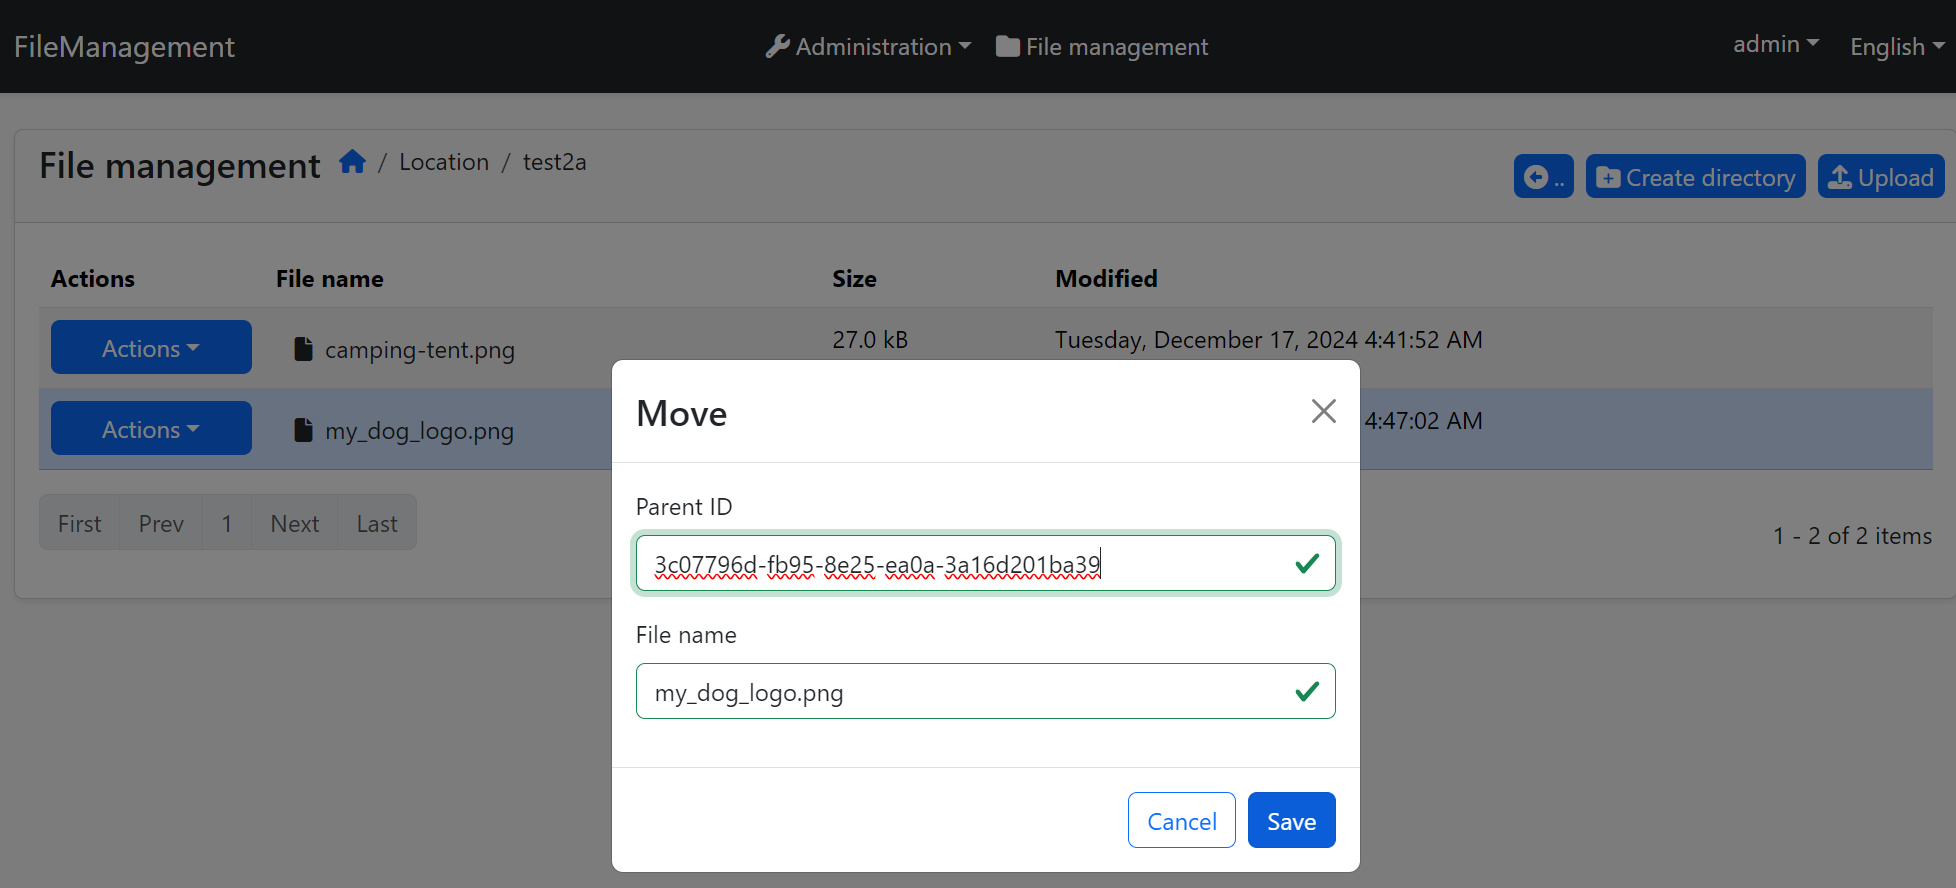 FileManagement
Administration
File management
admin
English
File management / Location / test2a
..
Create directory
Upload
Actions File name Size Modified
Actions camping-tent.png 27.0 kB Tuesday, December 17, 2024 4:41:52 AM
Actions my_dog_logo.png 4:47:02 AM
Move
Parent ID
3c07796d-fb95-8e25-ea0a-3a16d201ba39
File name
my_dog_logo.png
Cancel Save
First Prev 1 Next Last
1 - 2 of 2 items